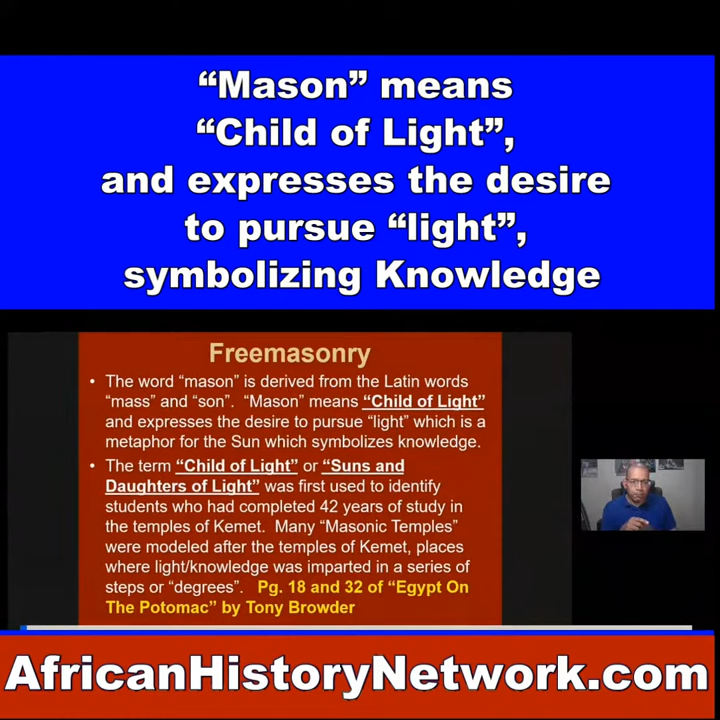 “Mason” means
“Child of Light”,
and expresses the desire
to pursue “light”,
symbolizing Knowledge
Freemasonry
• The word “mason” is derived from the Latin words
“mass” and “son”. “Mason” means “Child of Light”
and expresses the desire to pursue “light” which is a
metaphor for the Sun which symbolizes knowledge.
• The term “Child of Light” or “Suns and
Daughters of Light” was first used to identify
students who had completed 42 years of study in
the temples of Kemet. Many “Masonic Temples”
were modeled after the temples of Kemet, places
where light/knowledge was imparted in a series of
steps or “degrees”. Pg. 18 and 32 of “Egypt On
The Potomac” by Tony Browder
AfricanHistoryNetwork.com